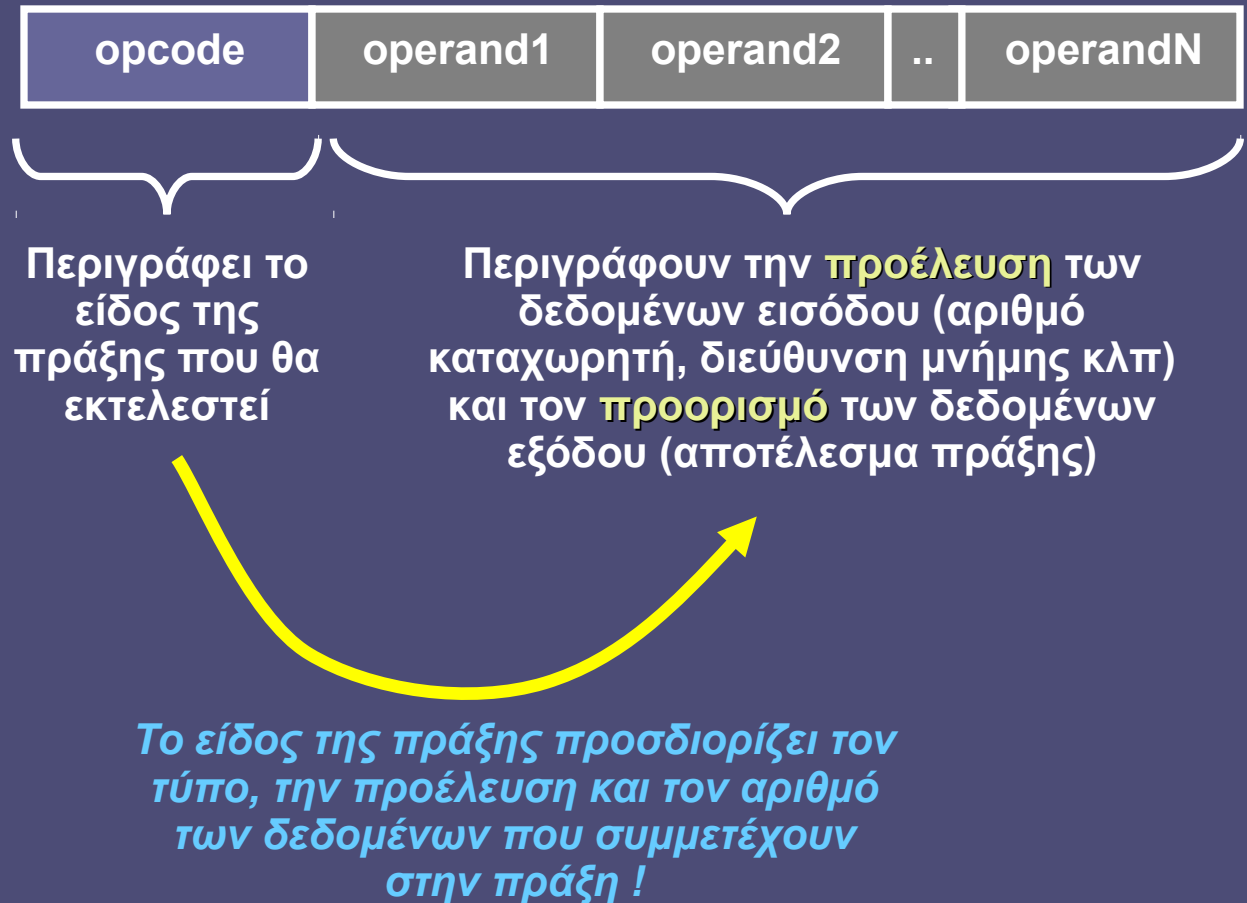 opcode operand1 operand2 .. operandN
Περιγράφει το
είδος της
πράξης που θα
εκτελεστεί
Περιγράφουν την προέλευση των
δεδομένων εισόδου (αριθμό
καταχωρητή, διεύθυνση μνήμης κλπ)
και τον προορισμό των δεδομένων
εξόδου (αποτέλεσμα πράξης)
Το είδος της πράξης προσδιορίζει τον
τύπο, την προέλευση και τον αριθμό
των δεδομένων που συμμετέχουν
στην πράξη !